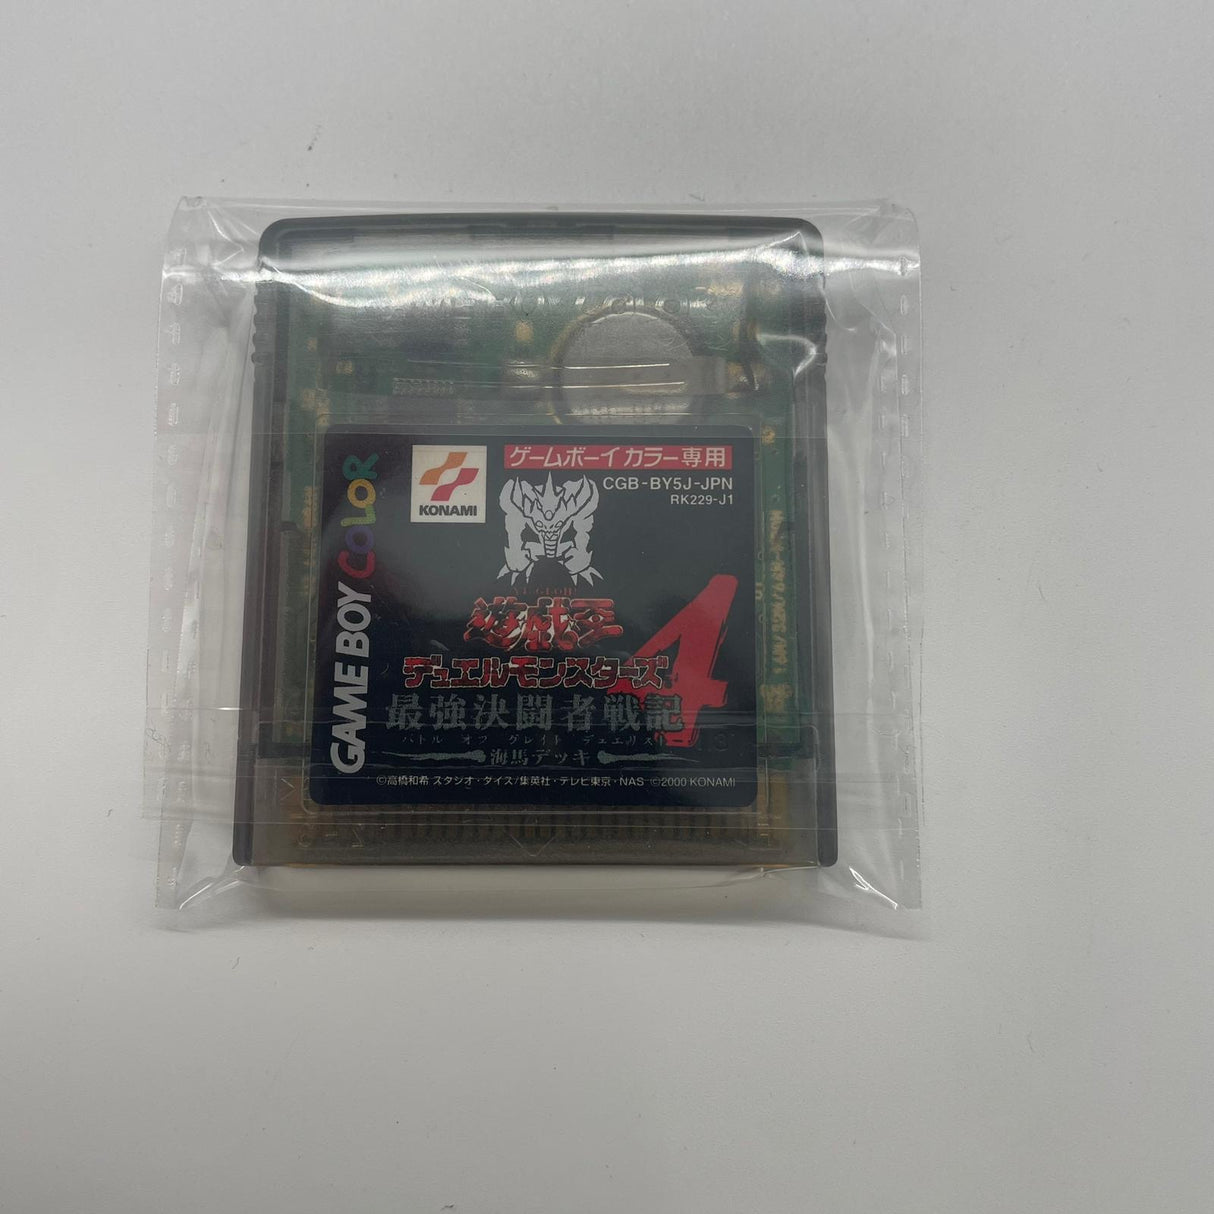 GAME BOY COLOR
KONAMI
ゲームボーイカラー専用
CGB-BY5J-JPN
RK229-J1
YU-GI-OH!
遊戯王
デュエルモンスターズ4
最強決闘者戦記
バトル オブ グレイト デュエリスト
海馬デッキ
©高橋和希 スタジオ・ダイス/集英社・テレビ東京・NAS ©2000 KONAMI